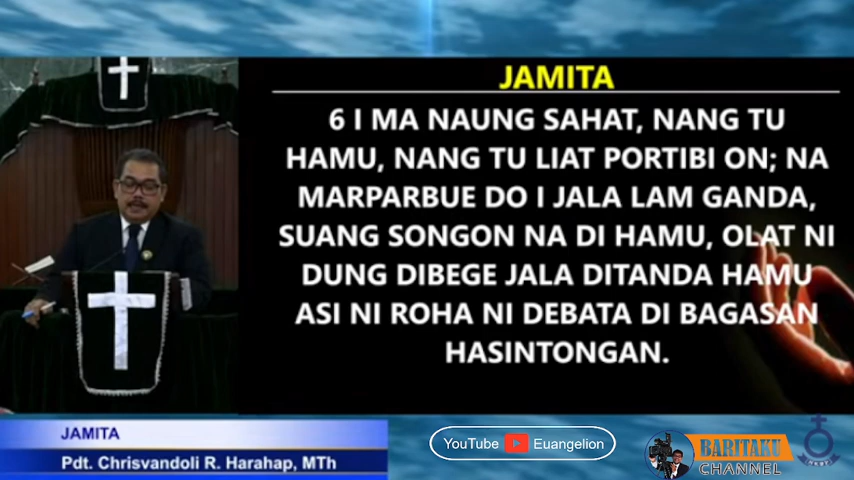 JAMITA
6 I MA NAUNG SAHAT, NANG TU
HAMU, NANG TU LIAT PORTIBI ON; NA
MARPARBUE DO I JALA LAM GANDA,
SUANG SONGON NA DI HAMU, OLAT NI
DUNG DIBEGE JALA DITANDA HAMU
ASI NI ROHA NI DEBATA DI BAGASAN
HASINTONGAN.
JAMITA
Pdt. Chrisvandoli R. Harahap, MTh
YouTube Euangelion
BARITAKU
CHANNEL